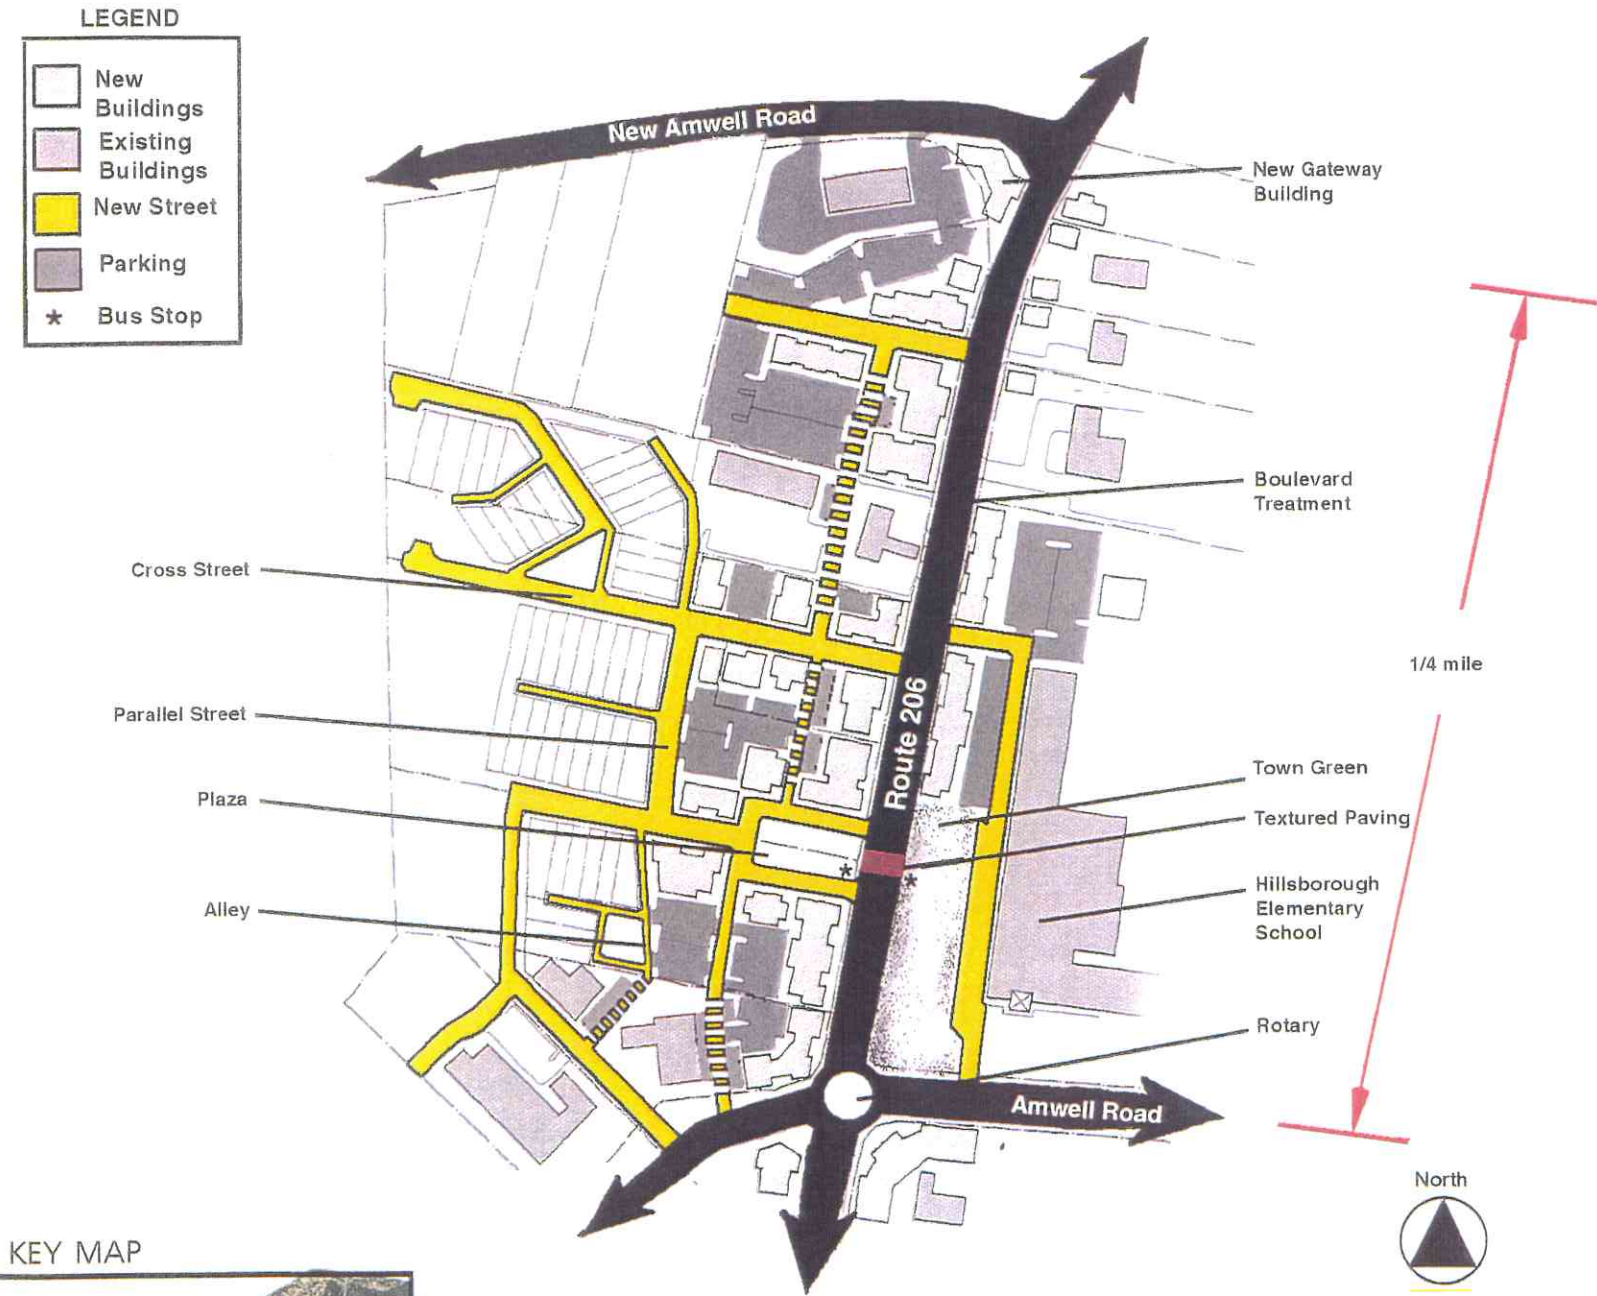 LEGEND
New
Buildings
Existing
Buildings
New Street
Parking
* Bus Stop
New Amwell Road
New Gateway
Building
Boulevard
Treatment
Cross Street
1/4 mile
Parallel Street
Route 206
Plaza
Town Green
Textured Paving
*
*
Hillsborough
Elementary
School
Alley
Rotary
Amwell Road
North
KEY MAP